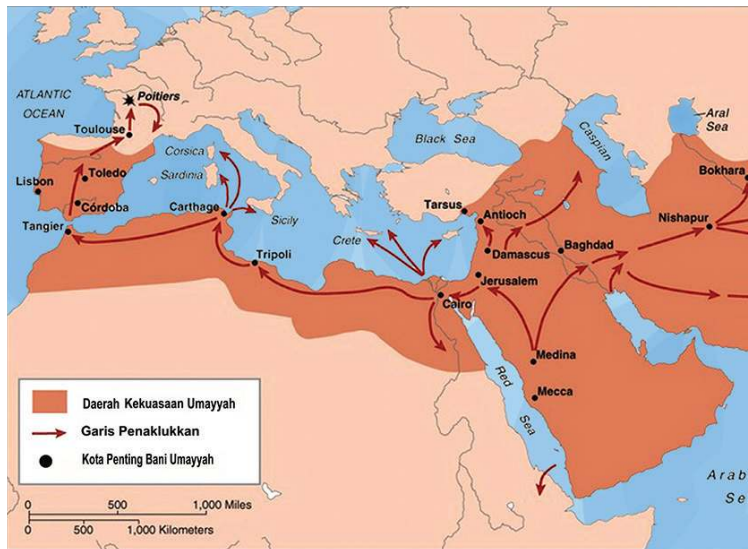 ATLANTIC
OCEAN
Poitiers
Toulouse
Corsica
Sardinia
Lisbon
Toledo
Córdoba
Tangier
Carthage
Sicily
Tripoli
Crete
Black Sea
Caspian
Aral
Sea
Bokhara
Tarsus
Antioch
Nishapur
Damascus
Baghdad
Jerusalem
Cairo
Medina
Mecca
Red
Sea
Arab
Se
Daerah Kekuasaan Umayyah
Garis Penaklukkan
Kota Penting Bani Umayyah
0 500 1,000 Miles
0 500 1,000 Kilometers